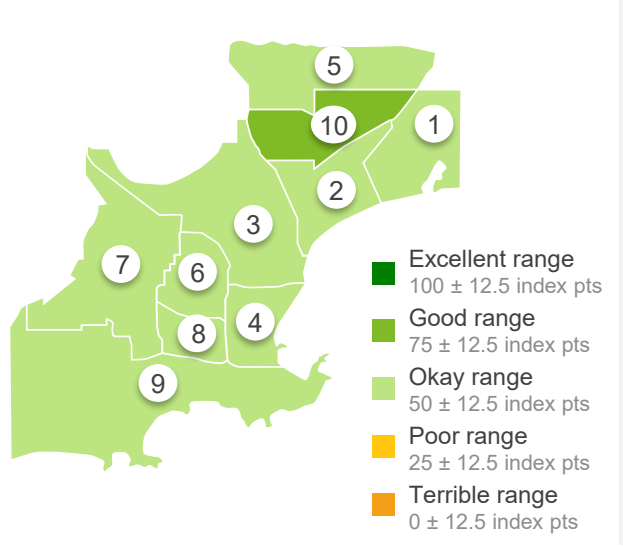 5
10
1
2
3
7
6
4
8
9
Excellent range
100 ± 12.5 index pts
Good range
75 ± 12.5 index pts
Okay range
50 ± 12.5 index pts
Poor range
25 ± 12.5 index pts
Terrible range
0 ± 12.5 index pts